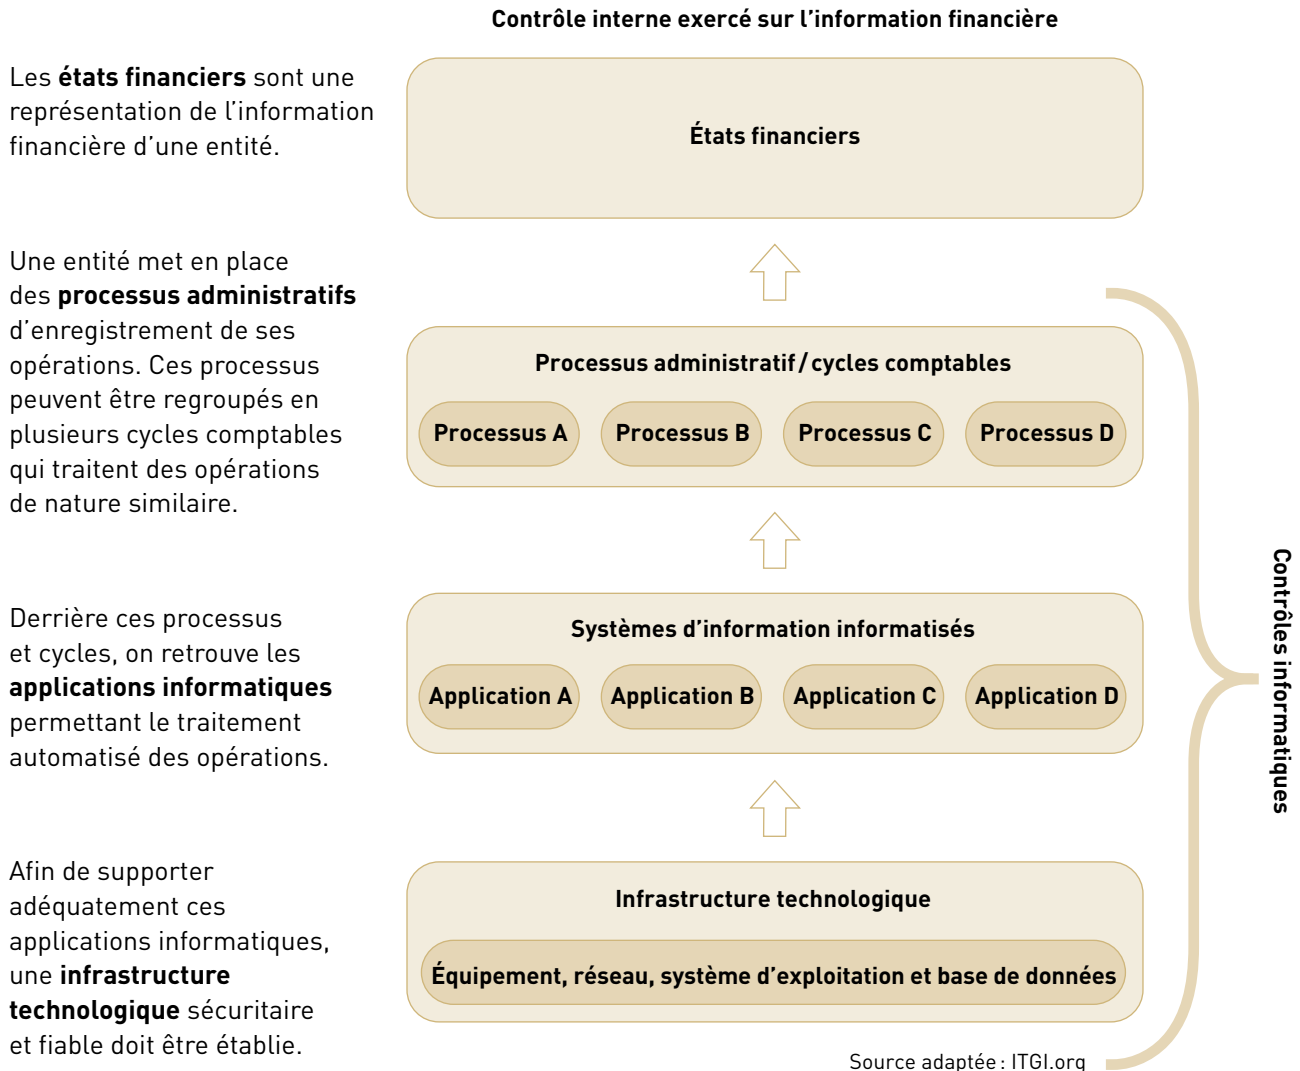 Contrôle interne exercé sur l'information financière
Les états financiers sont une
représentation de l'information
financière d'une entité.
États financiers
Une entité met en place
des processus administratifs
d'enregistrement de ses
opérations. Ces processus
peuvent être regroupés en
plusieurs cycles comptables
qui traitent des opérations
de nature similaire.
Processus administratif / cycles comptables
Processus A
Processus B
Processus C
Processus D
Derrière ces processus
et cycles, on retrouve les
applications informatiques
permettant le traitement
automatisé des opérations.
Systèmes d'information informatisés
Application A
Application B
Application C
Application D
Afin de supporter
adéquatement ces
applications informatiques,
une infrastructure
technologique sécuritaire
et fiable doit être établie.
Infrastructure technologique
Équipement, réseau, système d'exploitation et base de données
Contrôles informatiques
Source adaptée : ITGI.org